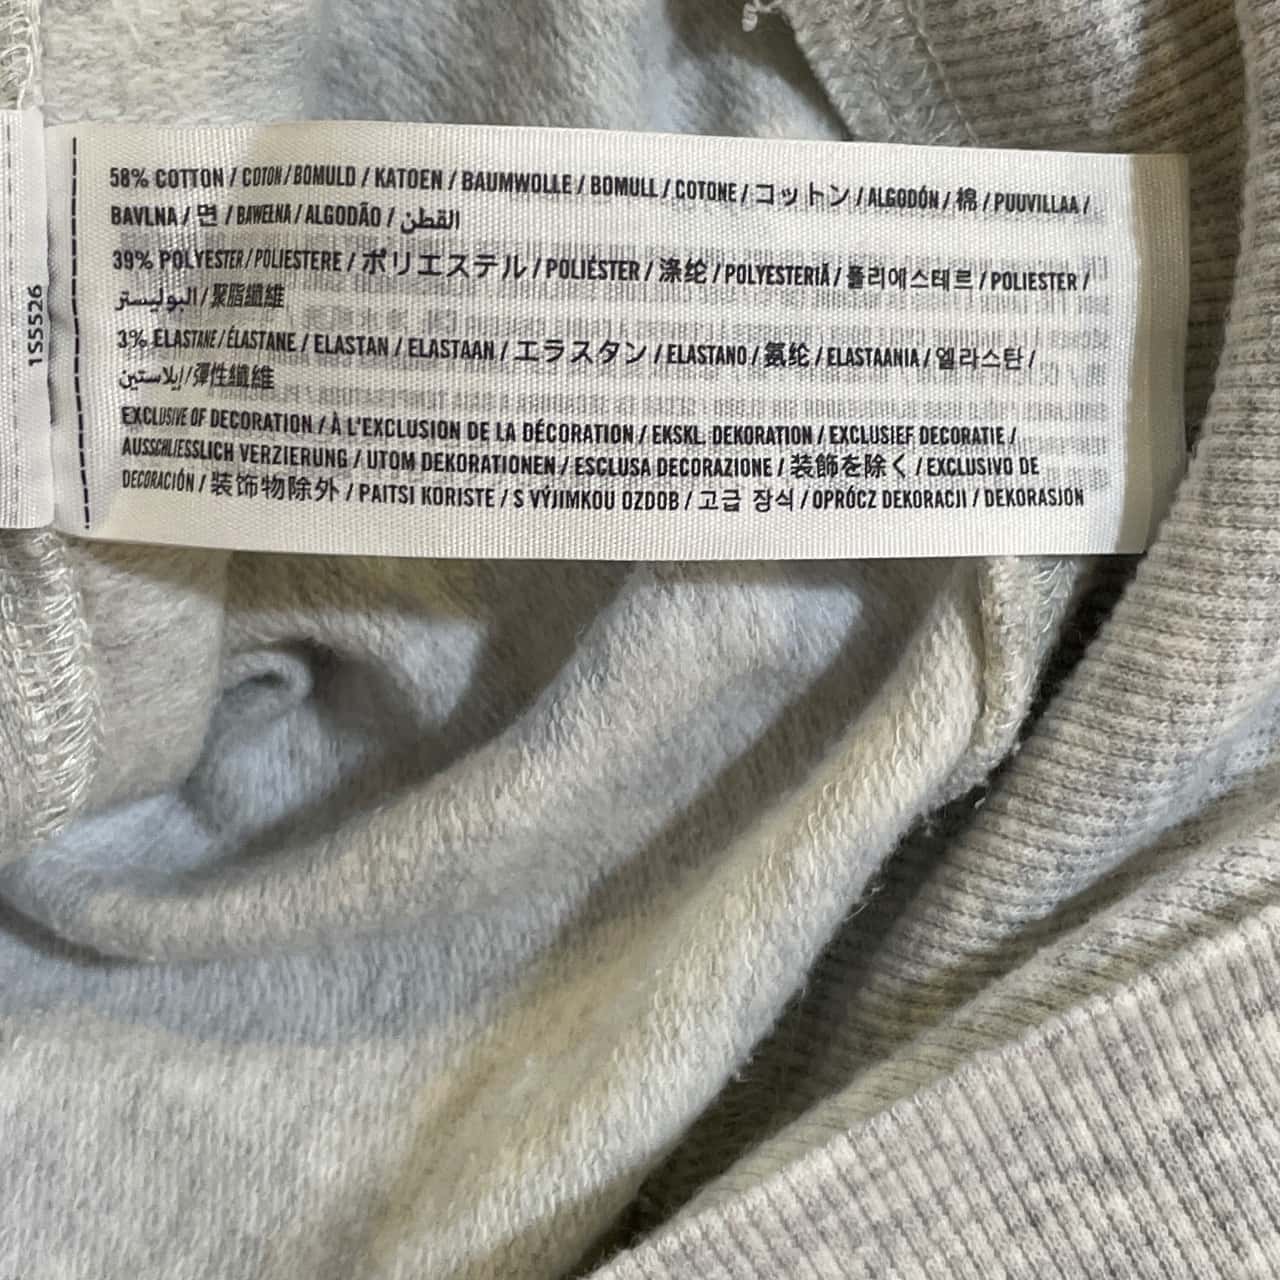 58% COTTON / COTON / BOMULD / KATOEN / BAUMWOLLE / BOMULL / COTONE / コットン / ALGODÓN / 棉 / PUUVILLAA /
BAVLNA / 면 / BAWEŁNA / ALGODÃO / القطن
39% POLYESTER / POLIESTERE / ポリエステル / POLIÉSTER / 涤纶 / POLYESTERIÄ / 폴리에스테르 / POLIESTER /
البوليستر / 聚脂纖維
3% ELASTANE / ÉLASTANE / ELASTAN / ELASTAAN / エラスタン / ELASTANO / 氨纶 / ELASTAANIA / 엘라스탄 /
إيلاستين / 彈性纖維
EXCLUSIVE OF DECORATION / À L'EXCLUSION DE LA DÉCORATION / EKSKL. DEKORATION / EXCLUSIEF DECORATIE /
AUSSCHLIESSLICH VERZIERUNG / UTOM DEKORATIONEN / ESCLUSA DECORAZIONE / 装飾を除く / EXCLUSIVO DE
DECORACIÓN / 装饰物除外 / PAITSI KORISTE / S VÝJIMKOU OZDOB / 고급 장식 / OPRÓCZ DEKORACJI / DEKORASJON
155526